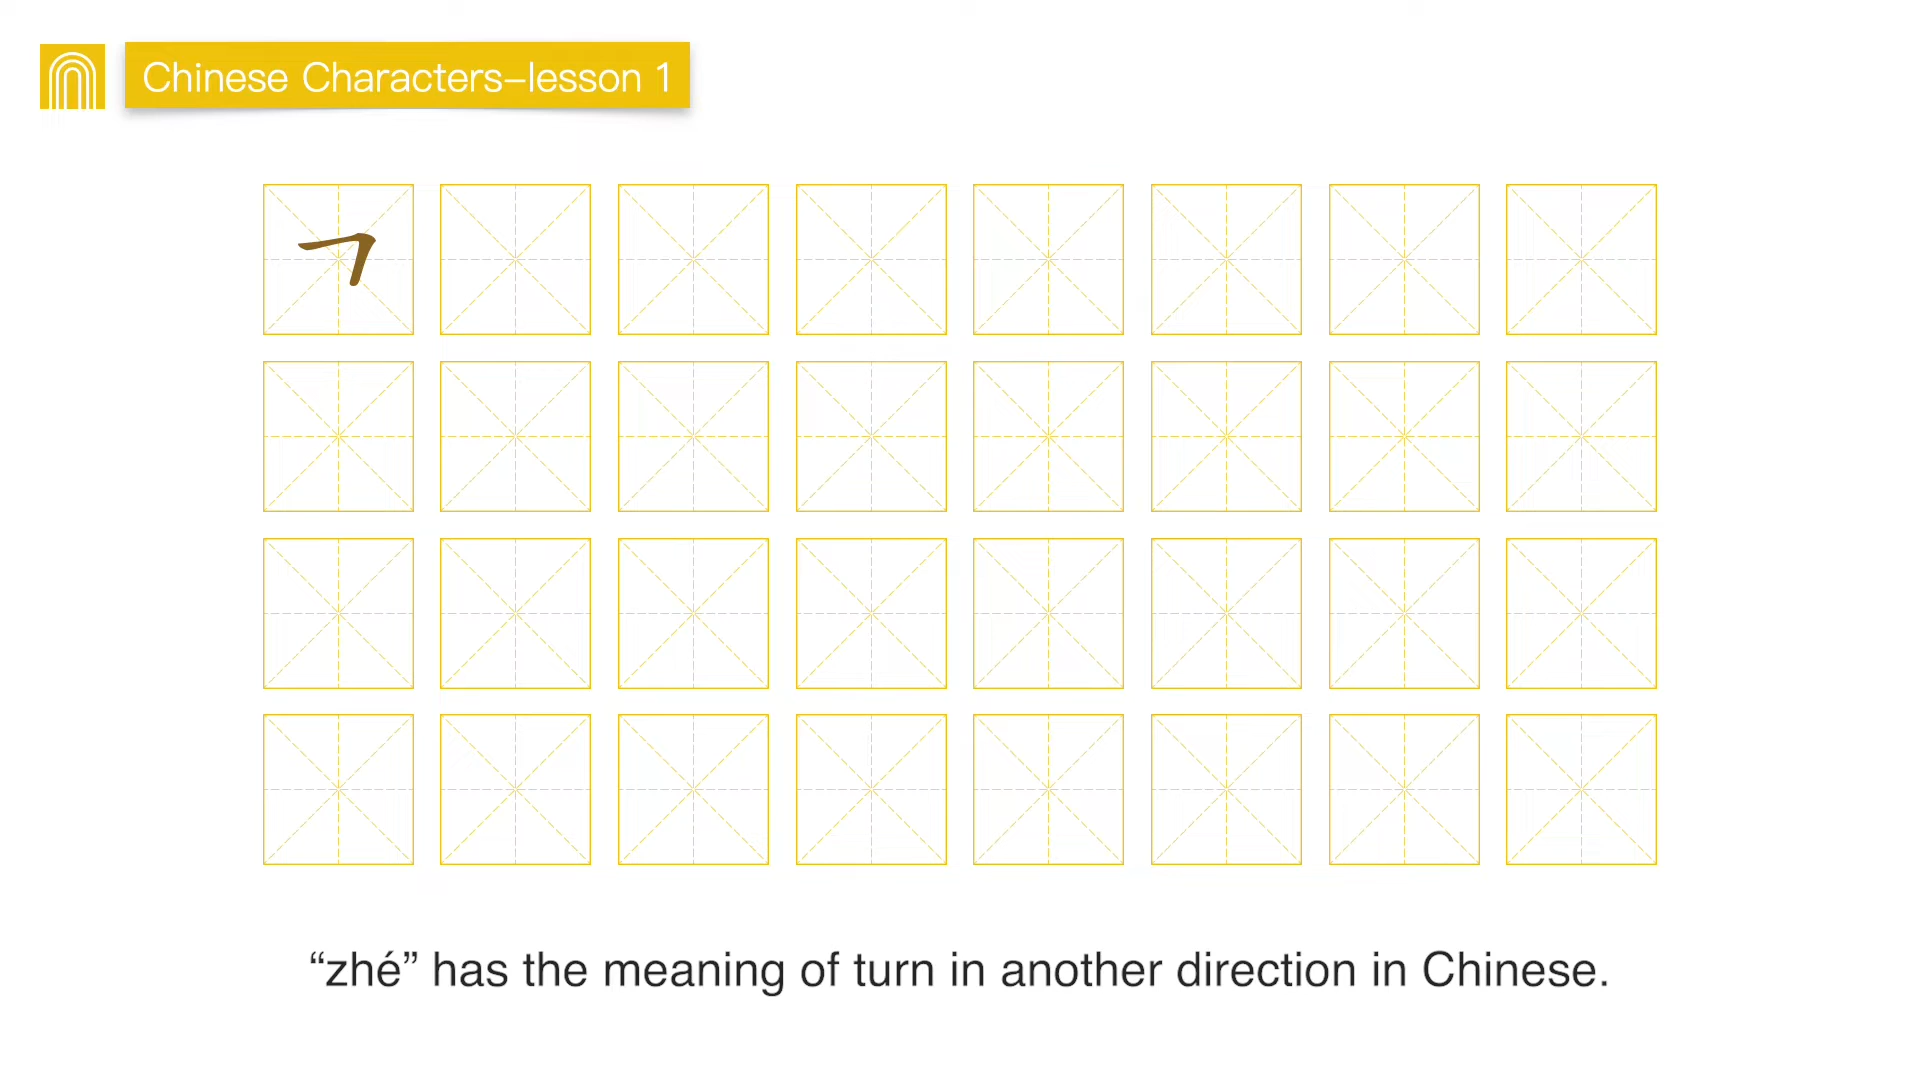 Chinese Characters–lesson 1
㇕
“zhé” has the meaning of turn in another direction in Chinese.